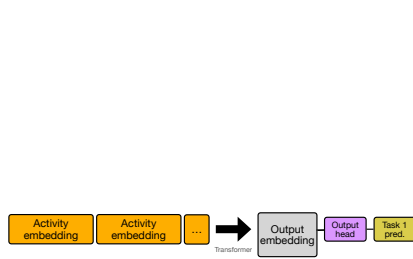 Activity
embedding
Activity
embedding
...
Transformer
Output
embedding
Output
head
Task 1
pred.